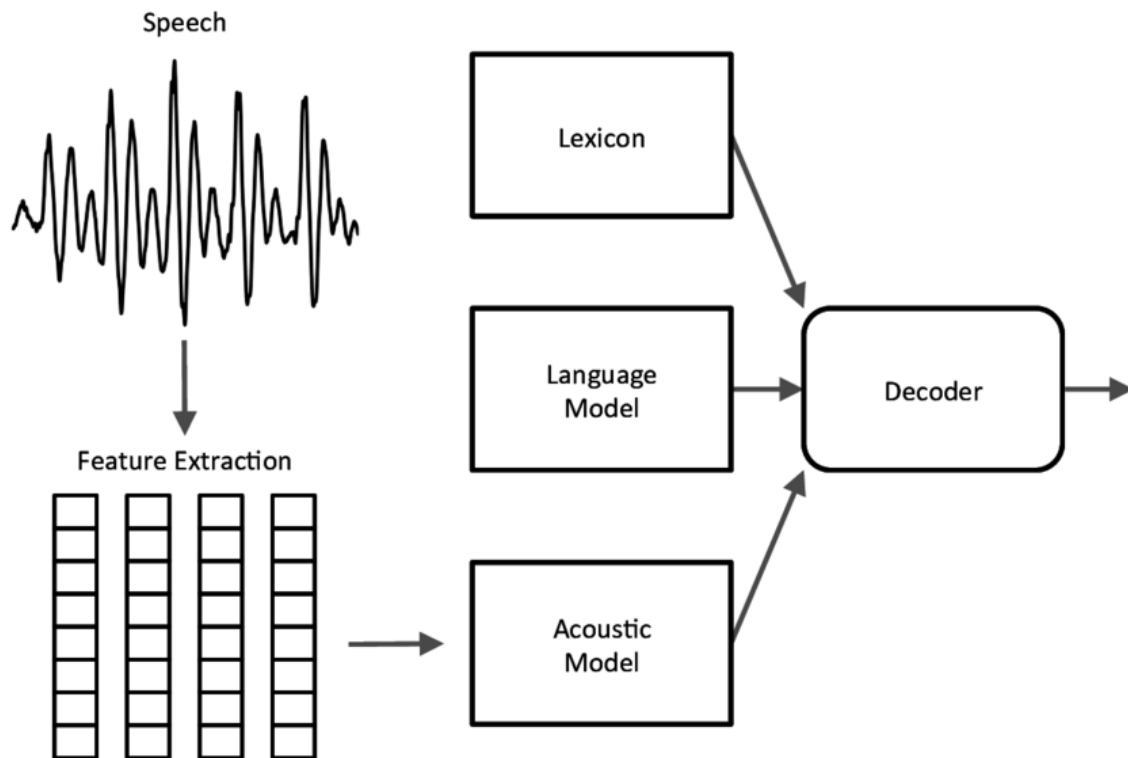 Speech
Feature Extraction
Lexicon
Language
Model
Acoustic
Model
Decoder